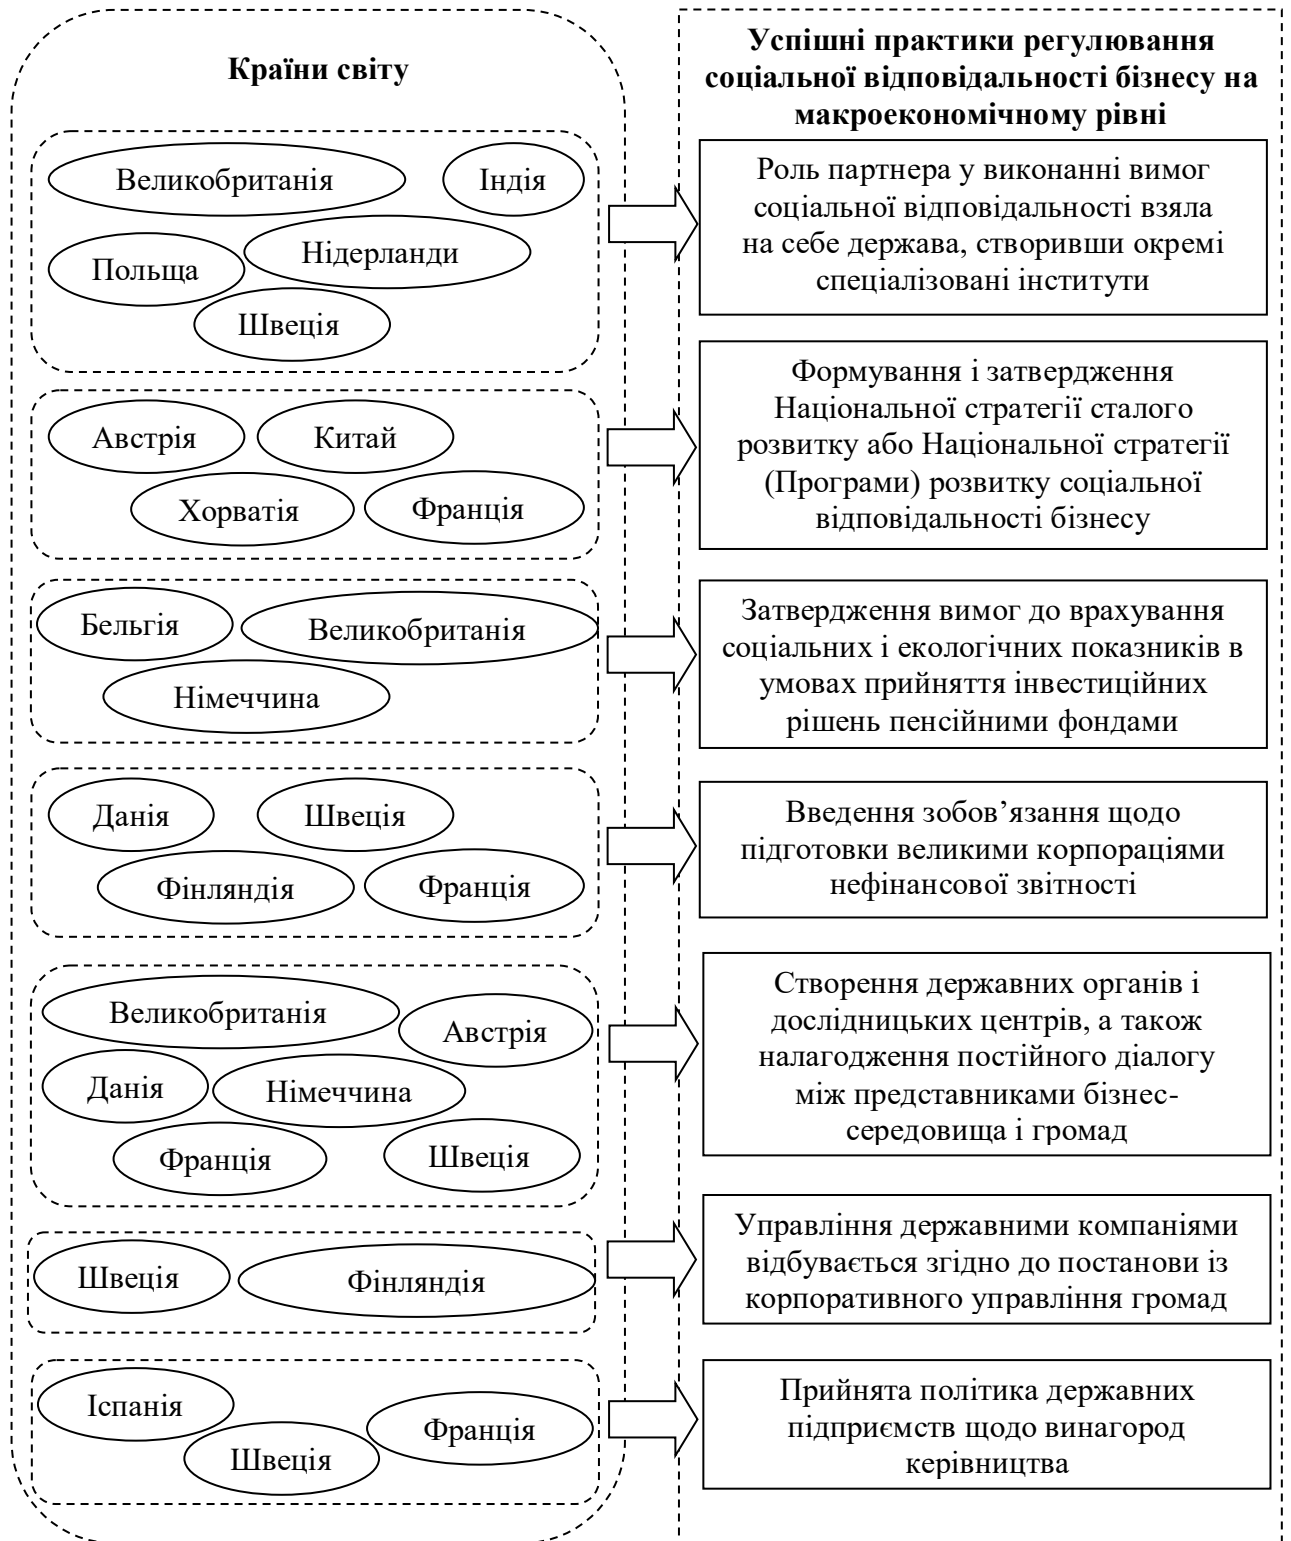 Країни світу
Успішні практики регулювання
соціальної відповідальності бізнесу на
макроекономічному рівні
Великобританія
Індія
Нідерланди
Польща
Швеція
Роль партнера у виконанні вимог
соціальної відповідальності взяла
на себе держава, створивши окремі
спеціалізовані інститути
Австрія
Китай
Хорватія
Франція
Формування і затвердження
Національної стратегії сталого
розвитку або Національної стратегії
(Програми) розвитку соціальної
відповідальності бізнесу
Бельгія
Великобританія
Німеччина
Затвердження вимог до врахування
соціальних і екологічних показників в
умовах прийняття інвестиційних
рішень пенсійними фондами
Данія
Швеція
Фінляндія
Франція
Введення зобов’язання щодо
підготовки великими корпораціями
нефінансової звітності
Великобританія
Австрія
Данія
Німеччина
Франція
Швеція
Створення державних органів і
дослідницьких центрів, а також
налагодження постійного діалогу
між представниками бізнес-
середовища і громад
Швеція
Фінляндія
Управління державними компаніями
відбувається згідно до постанови із
корпоративного управління громад
Іспанія
Швеція
Франція
Прийнята політика державних
підприємств щодо винагород
керівництва